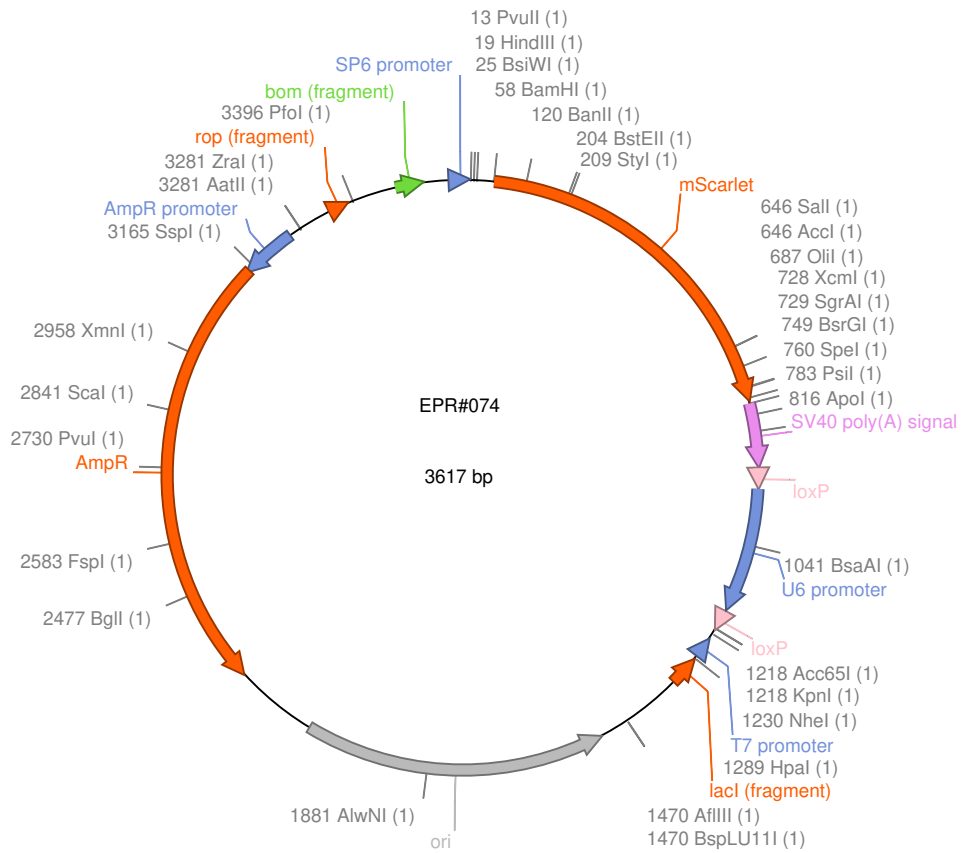 13 PvuII (1)
19 HindIII (1)
SP6 promoter
25 BsiWI (1)
bom (fragment)
58 BamHI (1)
3396 PfoI (1)
120 BanII (1)
rop (fragment)
204 BstEII (1)
3281 ZraI (1)
209 StyI (1)
3281 AatII (1)
mScarlet
AmpR promoter
646 SalI (1)
3165 SspI (1)
646 AccI (1)
687 OliI (1)
728 XcmI (1)
729 SgrAI (1)
2958 XmnI (1)
749 BsrGI (1)
760 SpeI (1)
783 PsiI (1)
2841 ScaI (1)
816 ApoI (1)
EPR#074
SV40 poly(A) signal
2730 PvuI (1)
AmpR
3617 bp
loxP
2583 FspI (1)
1041 BsaAI (1)
U6 promoter
2477 BglI (1)
loxP
1218 Acc65I (1)
1218 KpnI (1)
1230 NheI (1)
T7 promoter
1289 HpaI (1)
lacI (fragment)
1881 AlwNI (1)
1470 AflIII (1)
ori
1470 BspLU11I (1)